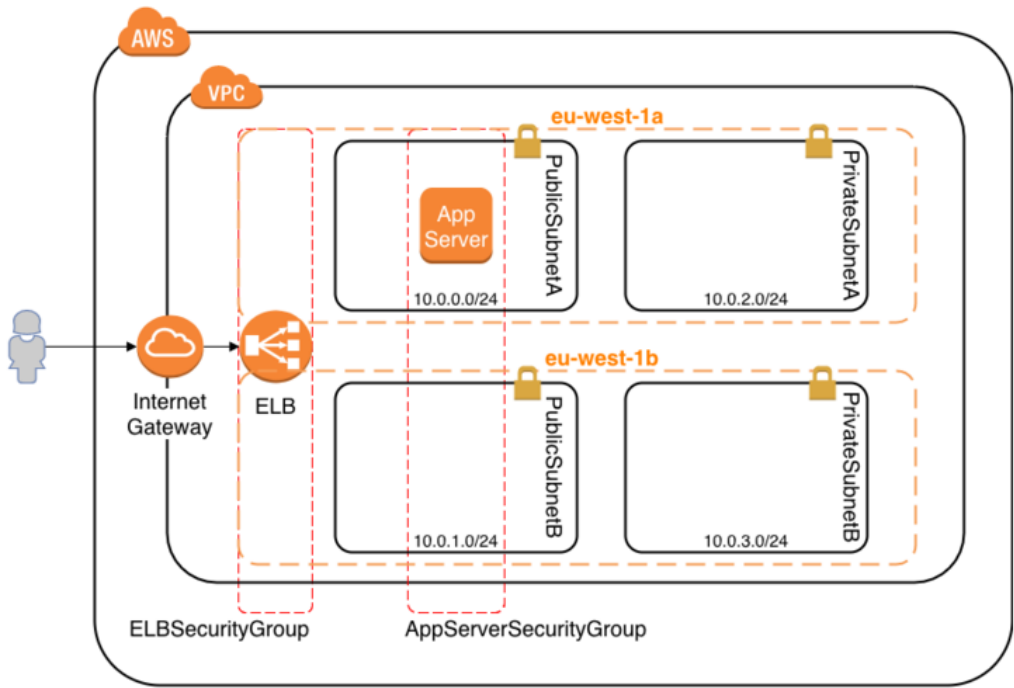 AWS
VPC
eu-west-1a
App
Server
PublicSubnetA
10.0.0.0/24
PrivateSubnetA
10.0.2.0/24
Internet
Gateway
ELB
eu-west-1b
PublicSubnetB
10.0.1.0/24
PrivateSubnetB
10.0.3.0/24
ELBSecurityGroup
AppServerSecurityGroup